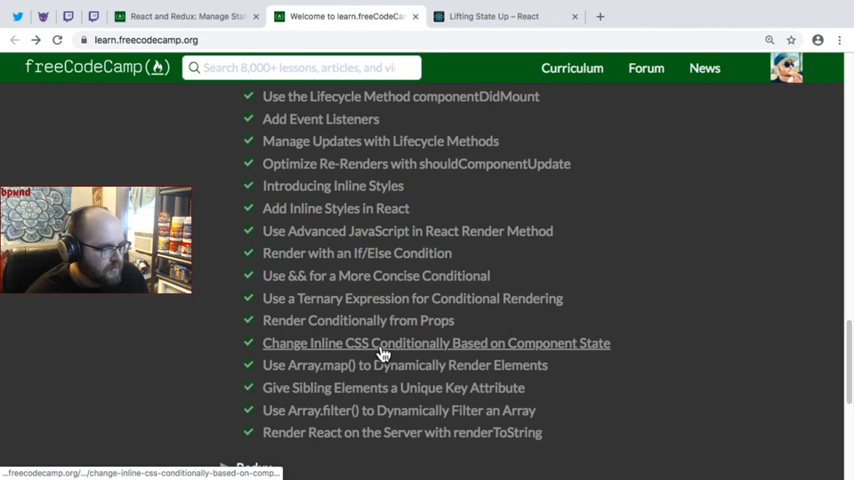 React and Redux: Manage Sta
Welcome to learn.freeCodeCa
Lifting State Up – React
learn.freecodecamp.org
freeCodeCamp
Search 8,000+ lessons, articles, and vi
Curriculum
Forum
News
Use the Lifecycle Method componentDidMount
Add Event Listeners
Manage Updates with Lifecycle Methods
Optimize Re-Renders with shouldComponentUpdate
Introducing Inline Styles
Add Inline Styles in React
Use Advanced JavaScript in React Render Method
Render with an If/Else Condition
Use && for a More Concise Conditional
Use a Ternary Expression for Conditional Rendering
Render Conditionally from Props
Change Inline CSS Conditionally Based on Component State
Use Array.map() to Dynamically Render Elements
Give Sibling Elements a Unique Key Attribute
Use Array.filter() to Dynamically Filter an Array
Render React on the Server with renderToString
bpwnd
...freecodecamp.org/.../change-inline-css-conditionally-based-on-comp...